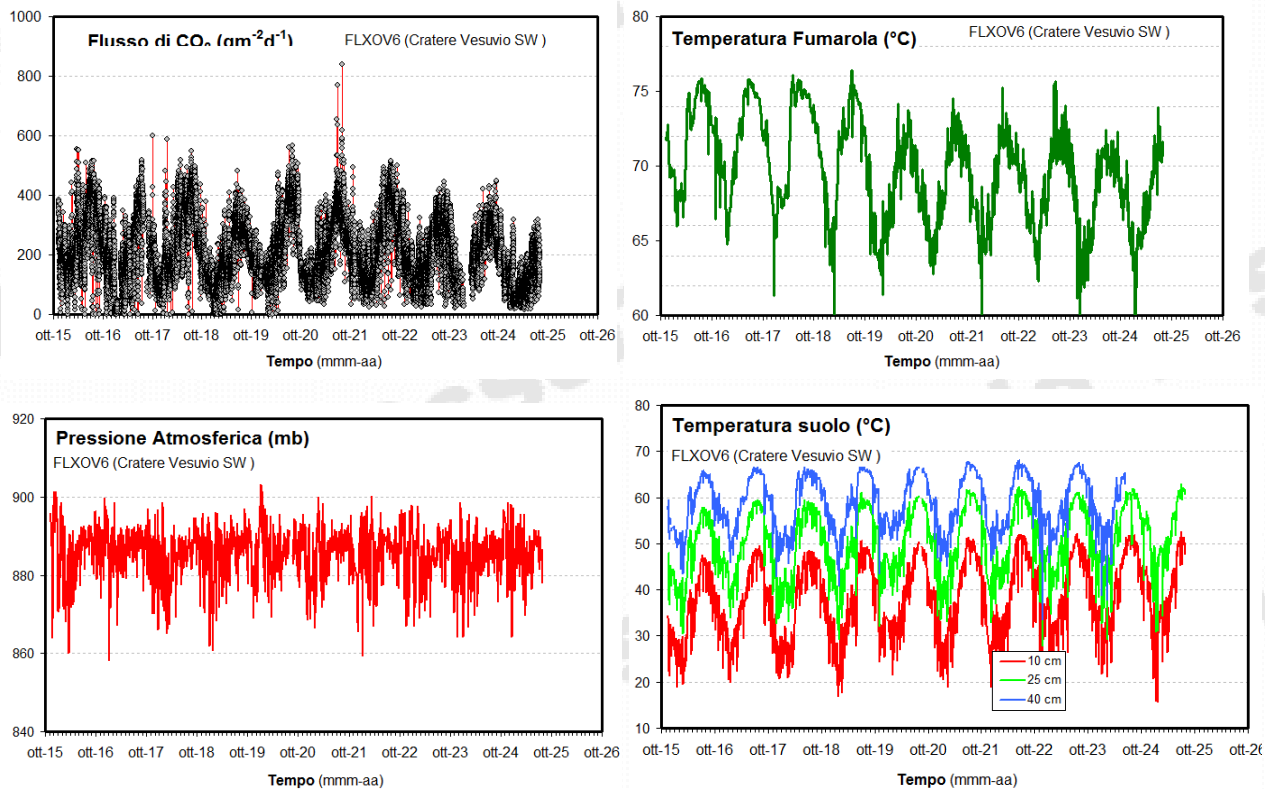 Flusso di CO₂ (gm⁻²d⁻¹)
FLXOV6 (Cratere Vesuvio SW )
1000
800
600
400
200
0
ott-15 ott-16 ott-17 ott-18 ott-19 ott-20 ott-21 ott-22 ott-23 ott-24 ott-25 ott-26
Tempo (mmm-aa)
Temperatura Fumarola (°C)
FLXOV6 (Cratere Vesuvio SW )
80
75
70
65
60
ott-15 ott-16 ott-17 ott-18 ott-19 ott-20 ott-21 ott-22 ott-23 ott-24 ott-25 ott-26
Tempo (mmm-aa)
Pressione Atmosferica (mb)
FLXOV6 (Cratere Vesuvio SW )
920
900
880
860
840
ott-15 ott-16 ott-17 ott-18 ott-19 ott-20 ott-21 ott-22 ott-23 ott-24 ott-25 ott-26
Tempo (mmm-aa)
Temperatura suolo (°C)
FLXOV6 (Cratere Vesuvio SW )
80
70
60
50
40
30
20
10
10 cm
25 cm
40 cm
ott-15 ott-16 ott-17 ott-18 ott-19 ott-20 ott-21 ott-22 ott-23 ott-24 ott-25 ott-26
Tempo (mmm-aa)